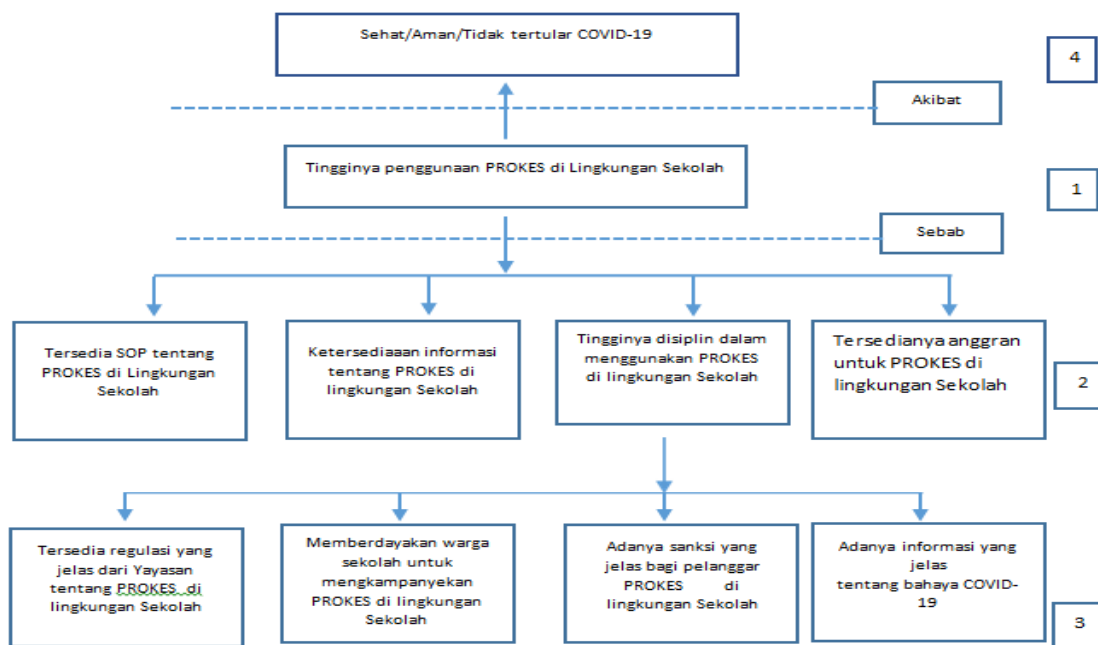 Sehat/Aman/Tidak tertular COVID-19
4
Akibat
Tingginya penggunaan PROKES di Lingkungan Sekolah
1
Sebab
Tersedia SOP tentang
PROKES di Lingkungan
Sekolah
Ketersediaaan informasi
tentang PROKES di
lingkungan Sekolah
Tingginya disiplin dalam
menggunakan PROKES
di lingkungan Sekolah
Tersedianya anggran
untuk PROKES di
lingkungan Sekolah
2
Tersedia regulasi yang
jelas dari Yayasan
tentang PROKES di
lingkungan Sekolah
Memberdayakan warga
sekolah untuk
mengkampanyekan
PROKES di lingkungan
Sekolah
Adanya sanksi yang
jelas bagi pelanggar
PROKES di
lingkungan Sekolah
Adanya informasi yang
jelas
tentang bahaya COVID-
19
3